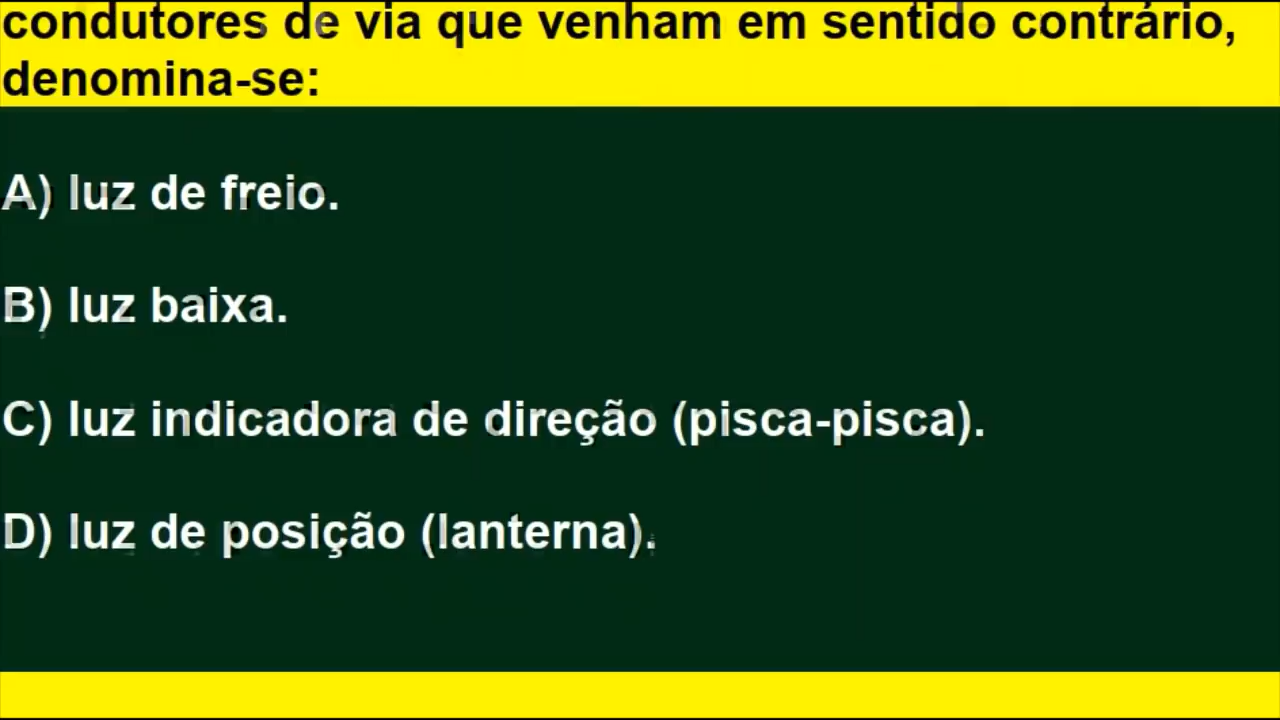 condutores de via que venham em sentido contrário,
denomina-se:
A) luz de freio.
B) luz baixa.
C) luz indicadora de direção (pisca-pisca).
D) luz de posição (lanterna).